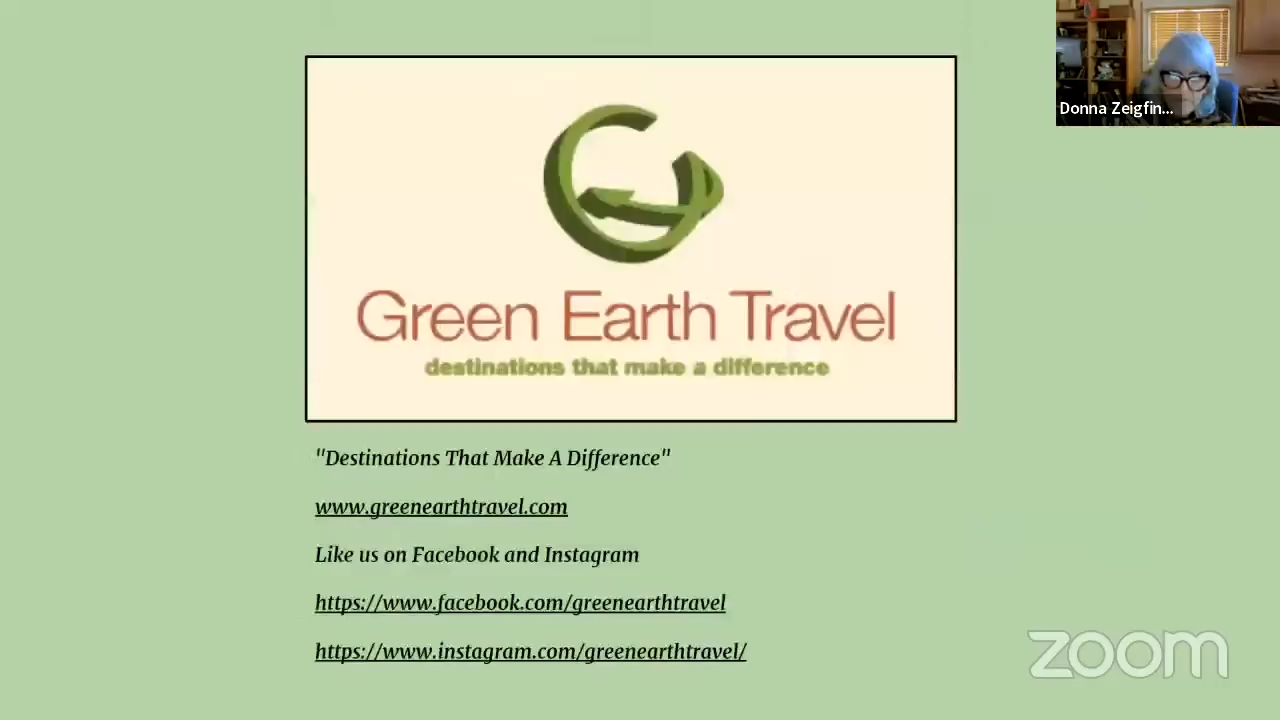 Donna Zeigfin...
Green Earth Travel
destinations that make a difference
"Destinations That Make A Difference"
www.greenearthtravel.com
Like us on Facebook and Instagram
https://www.facebook.com/greenearthtravel
https://www.instagram.com/greenearthtravel/
zoom